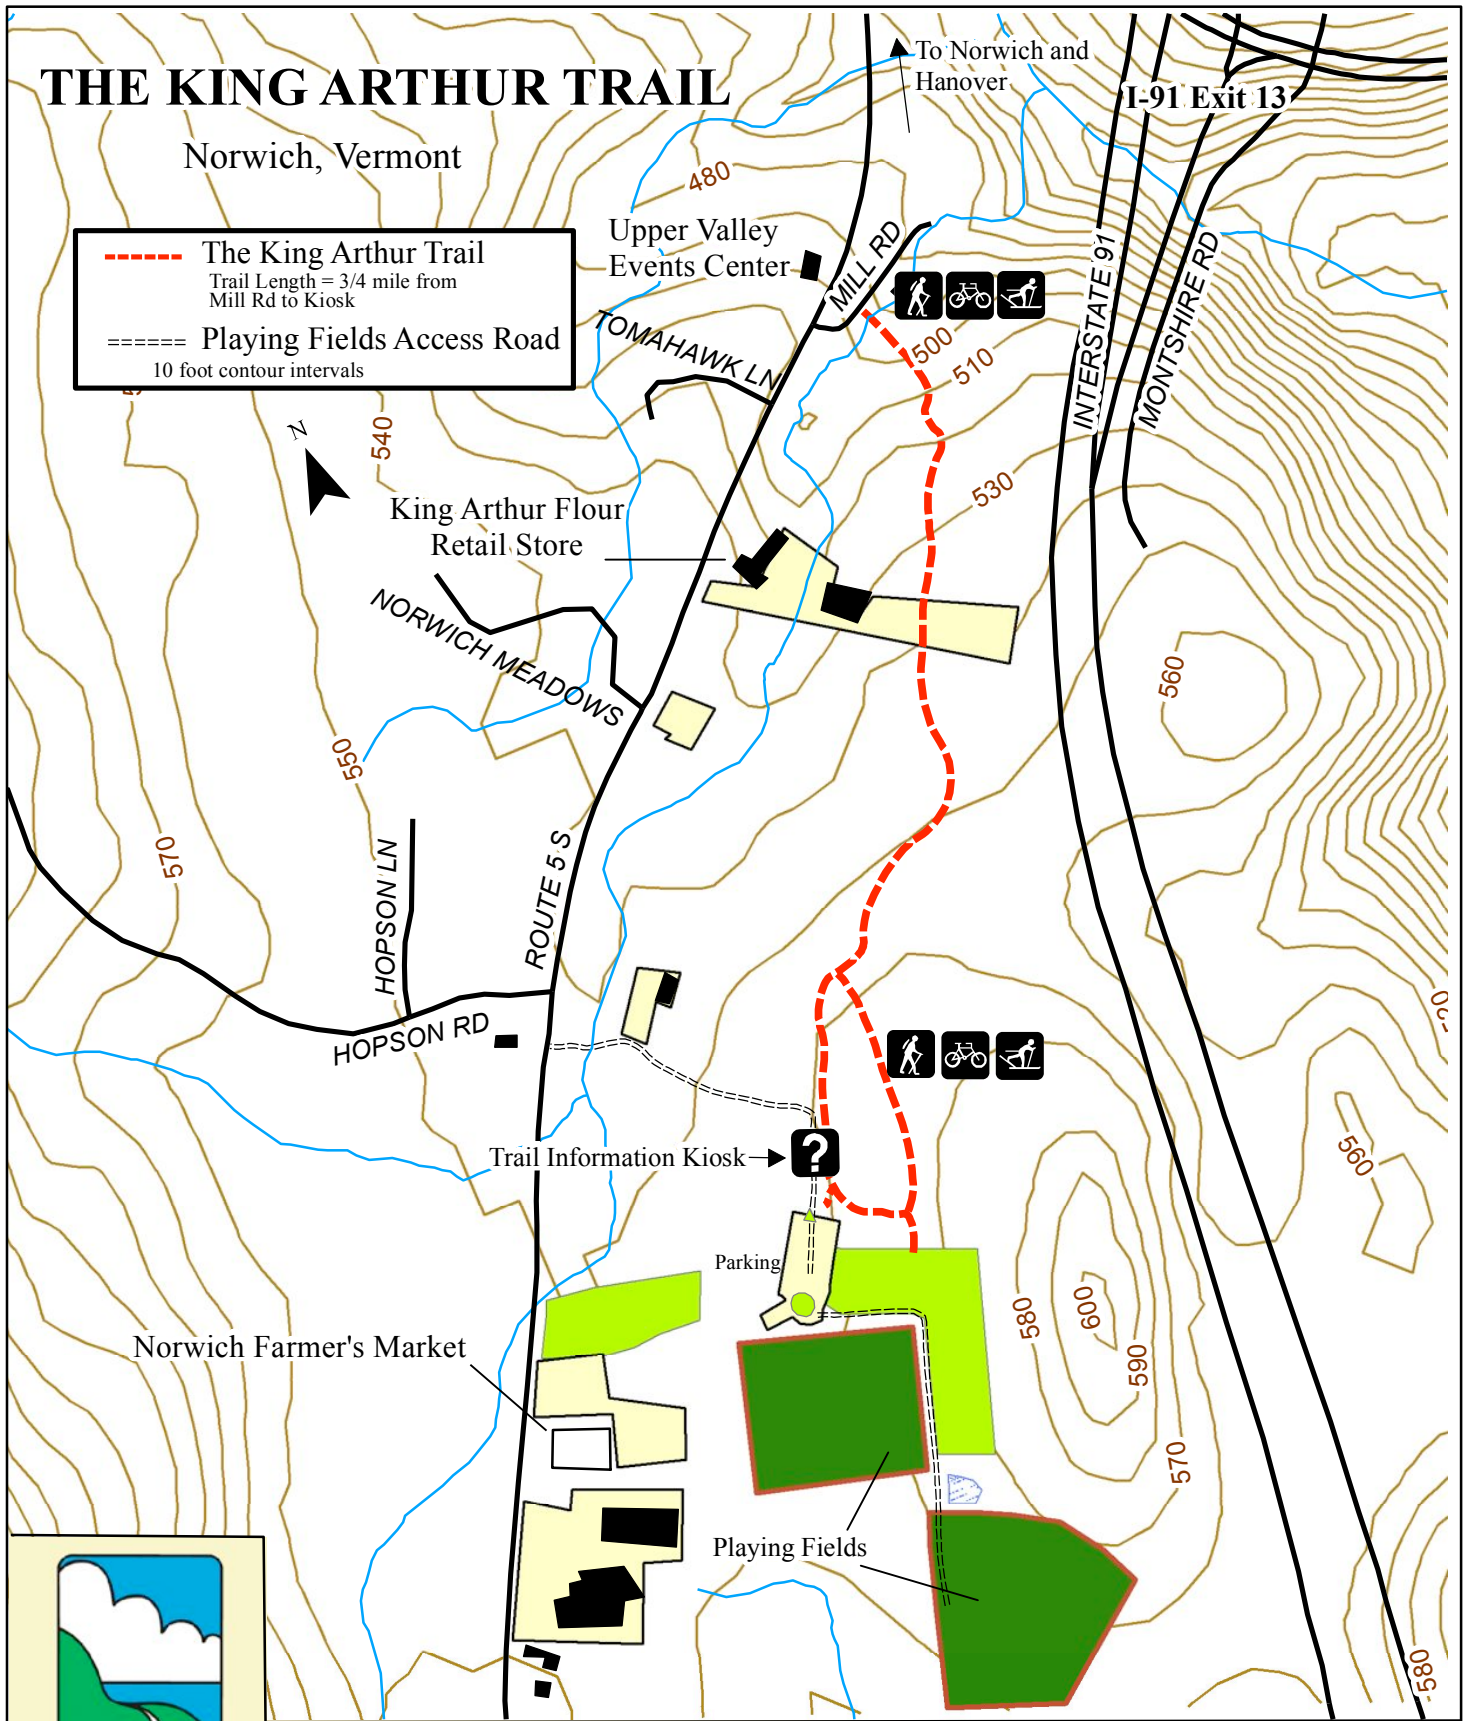 THE KING ARTHUR TRAIL
Norwich, Vermont
To Norwich and
Hanover
I-91 Exit 13
480
Upper Valley
Events Center
MILL RD
The King Arthur Trail
Trail Length = 3/4 mile from
Mill Rd to Kiosk
Playing Fields Access Road
10 foot contour intervals
INTERSTATE 91
MONTSHIRE RD
TOMAHAWK LN
500
510
N
540
530
King Arthur Flour
Retail Store
NORWICH MEADOWS
560
550
570
HOPSON LN
ROUTE 5 S
HOPSON RD
Trail Information Kiosk
?
560
Parking
580
600
590
Norwich Farmer's Market
570
Playing Fields
580